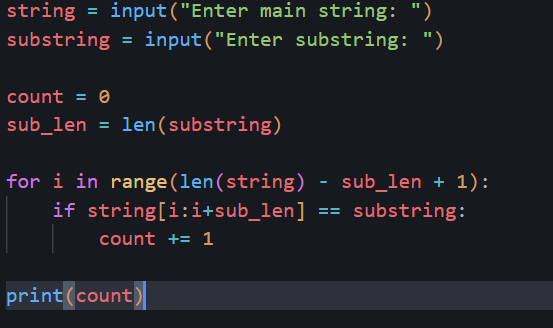 string = input("Enter main string: ")
substring = input("Enter substring: ")

count = 0
sub_len = len(substring)

for i in range(len(string) - sub_len + 1):
    if string[i:i+sub_len] == substring:
        count += 1

print(count)